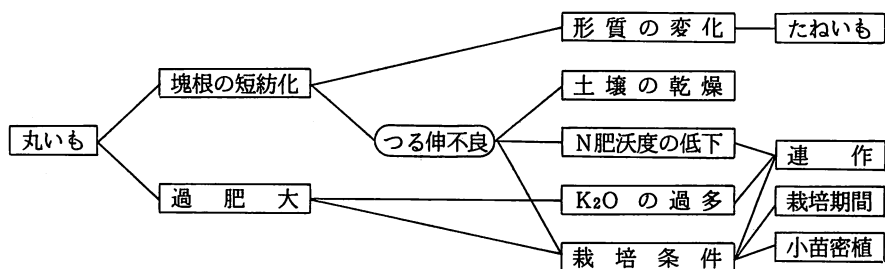 丸いも
塊根の短紡化
過肥大
つる伸不良
形質の変化
土壌の乾燥
N肥沃度の低下
K₂Oの過多
栽培条件
たねいも
連作
栽培期間
小苗密植